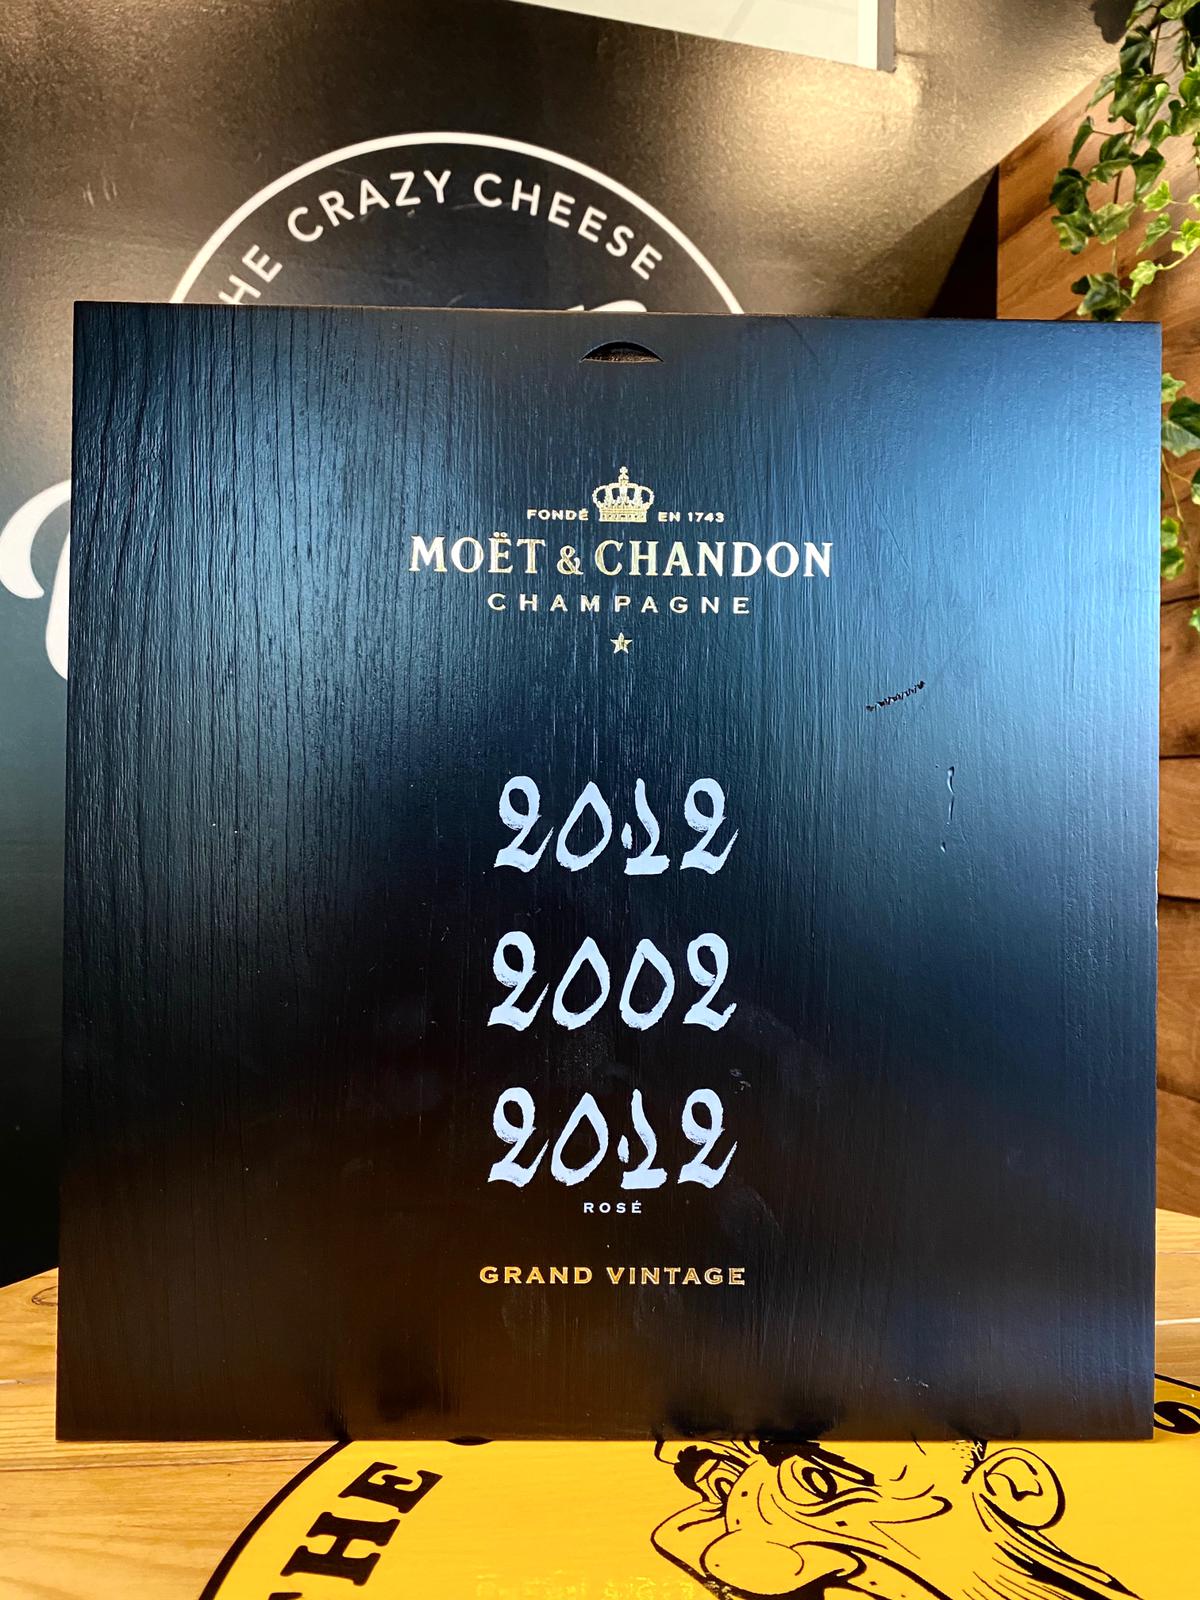 THE CRAZY CHEESE
FONDÉ EN 1743
MOËT & CHANDON
CHAMPAGNE
2012
2002
2012
ROSÉ
GRAND VINTAGE
THE